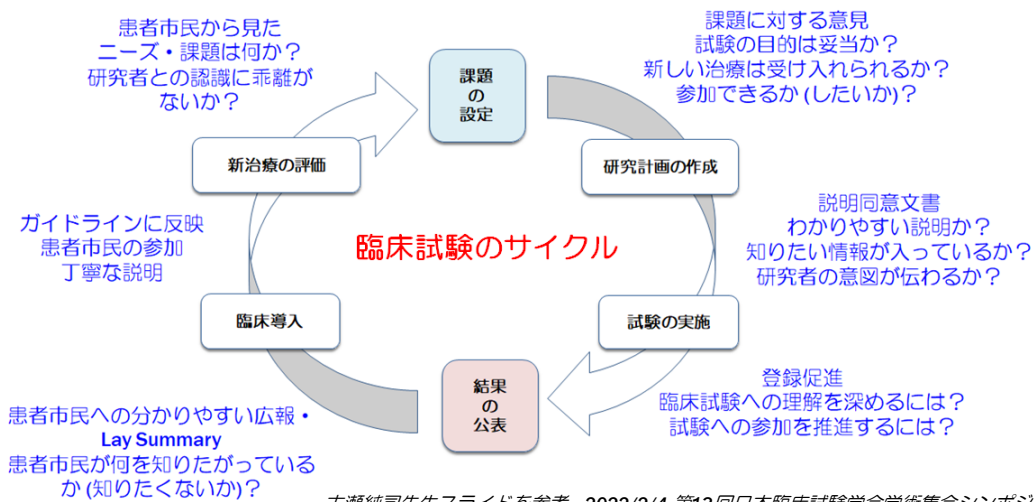 患者市民から見た
ニーズ・課題は何か？
研究者との認識に乖離が
ないか？
課題
の
設定
課題に対する意見
試験の目的は妥当か？
新しい治療は受け入れられるか？
参加できるか (したいか)？
新治療の評価
研究計画の作成
ガイドラインに反映
患者市民の参加
丁寧な説明
臨床試験のサイクル
説明同意文書
わかりやすい説明か？
知りたい情報が入っているか？
研究者の意図が伝わるか？
臨床導入
試験の実施
結果
の
公表
登録促進
臨床試験への理解を深めるには？
試験への参加を推進するには？
患者市民への分かりやすい広報・
Lay Summary
患者市民が何を知りたがっている
か (知りたくないか)？